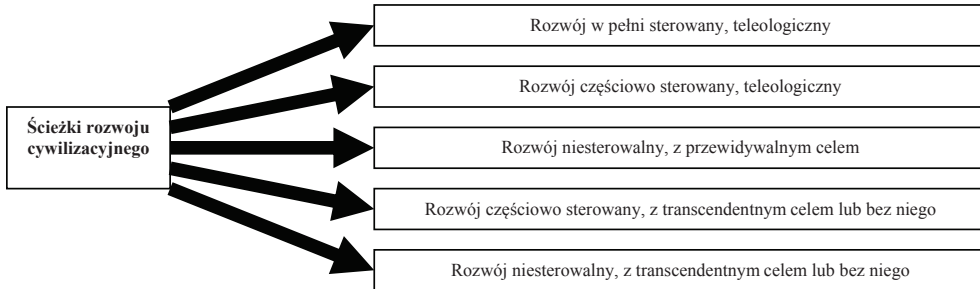 Ścieżki rozwoju
cywilizacyjnego
Rozwój w pełni sterowany, teleologiczny
Rozwój częściowo sterowany, teleologiczny
Rozwój niesterowalny, z przewidywalnym celem
Rozwój częściowo sterowany, z transcendentnym celem lub bez niego
Rozwój niesterowalny, z transcendentnym celem lub bez niego